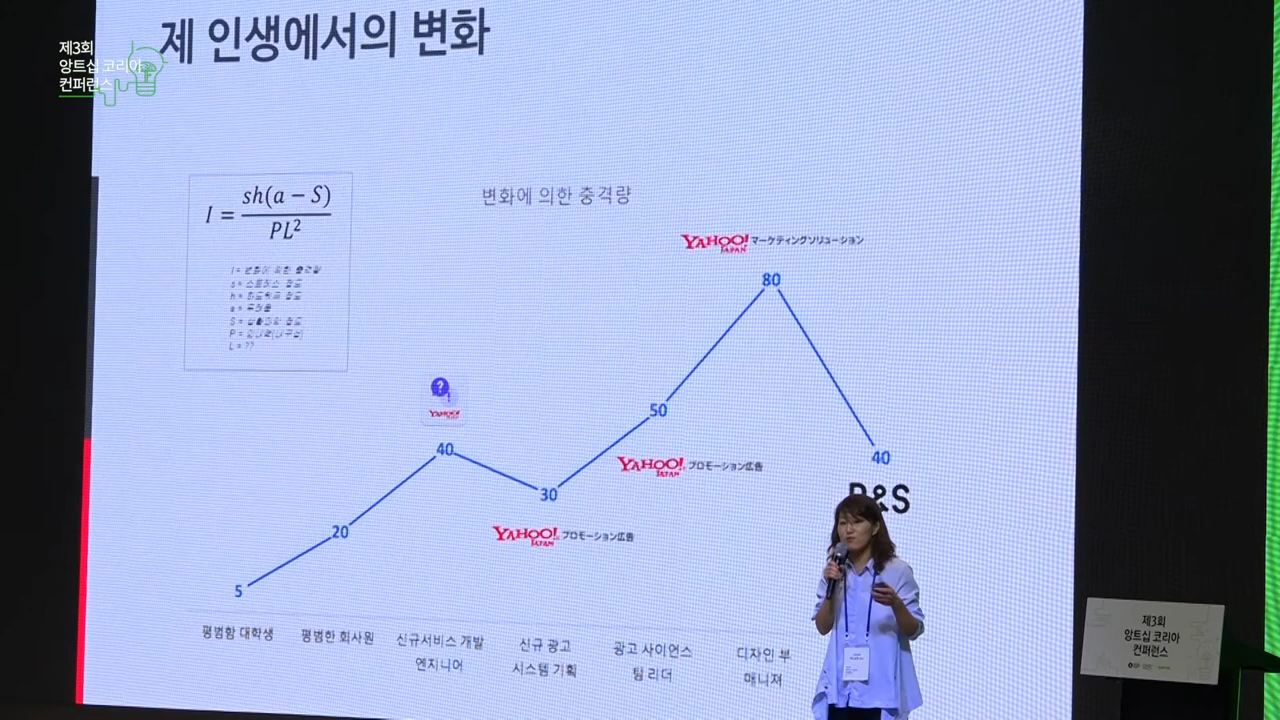 제3회
앙트십 코리아
컨퍼런스
제 인생에서의 변화
I = sh(a − S) / PL²
L = ??
변화에 의한 충격량
YAHOO! JAPAN マーケティングソリューション
80
?
!
YAHOO!
50
40
40
YAHOO! JAPAN プロモーション広告
30
&S
YAHOO! JAPAN プロモーション広告
20
5
평범함 대학생
평범한 회사원
신규서비스 개발
엔지니어
신규 광고
시스템 기획
광고 사이언스
팀 리더
디자인 부
매니져
제3회
앙트십 코리아
컨퍼런스